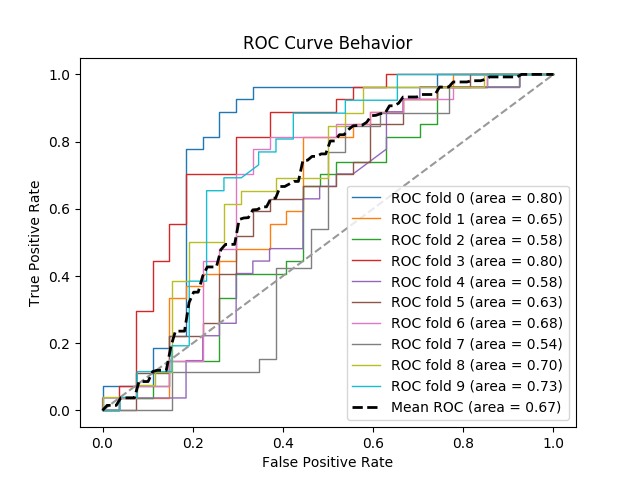 ROC Curve Behavior
True Positive Rate
1.0
0.8
0.6
0.4
0.2
0.0
ROC fold 0 (area = 0.80)
ROC fold 1 (area = 0.65)
ROC fold 2 (area = 0.58)
ROC fold 3 (area = 0.80)
ROC fold 4 (area = 0.58)
ROC fold 5 (area = 0.63)
ROC fold 6 (area = 0.68)
ROC fold 7 (area = 0.54)
ROC fold 8 (area = 0.70)
ROC fold 9 (area = 0.73)
Mean ROC (area = 0.67)
0.0 0.2 0.4 0.6 0.8 1.0
False Positive Rate